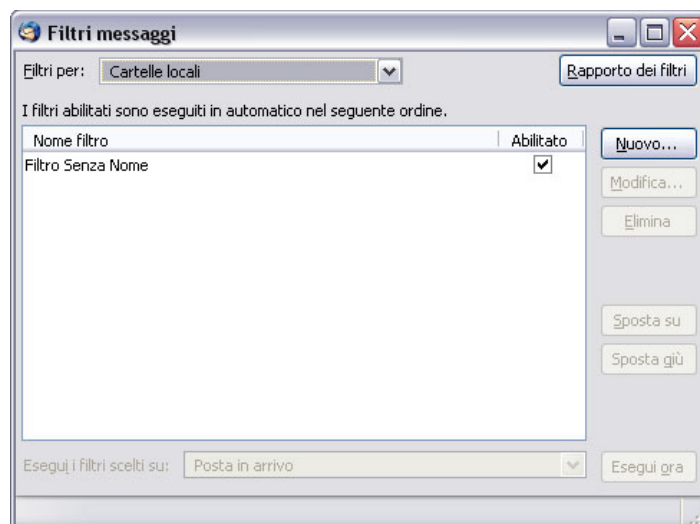 Filtri messaggi
Filtri per: Cartelle locali Rapporto dei filtri
I filtri abilitati sono eseguiti in automatico nel seguente ordine.
Nome filtro Abilitato Nuovo...
Filtro Senza Nome
Modifica...
Elimina
Sposta su
Sposta giù
Esegui i filtri scelti su: Posta in arrivo Esegui ora